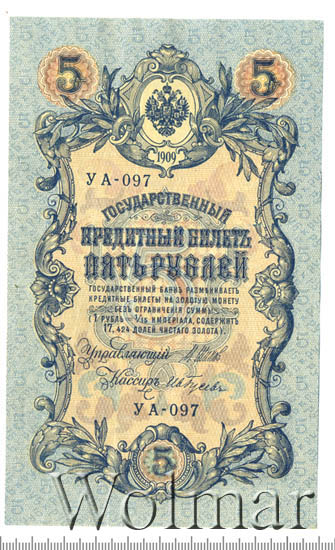 5 5
1909
УА-097
ГОСУДАРСТВЕННЫЙ
КРЕДИТНЫЙ БИЛЕТЪ
ПЯТЬ РУБЛЕЙ
ГОСУДАРСТВЕННЫЙ БАНКЪ РАЗМѢНИВАЕТЪ
КРЕДИТНЫЕ БИЛЕТЫ НА ЗОЛОТУЮ МОНЕТУ
БЕЗЪ ОГРАНИЧЕНІЯ СУММЫ
(1 РУБЛЬ = 1/15 ИМПЕРІАЛА, СОДЕРЖИТЪ
17,424 ДОЛЕЙ ЧИСТАГО ЗОЛОТА).
Управляющій
Кассиръ
УА-097
5
Wolmar